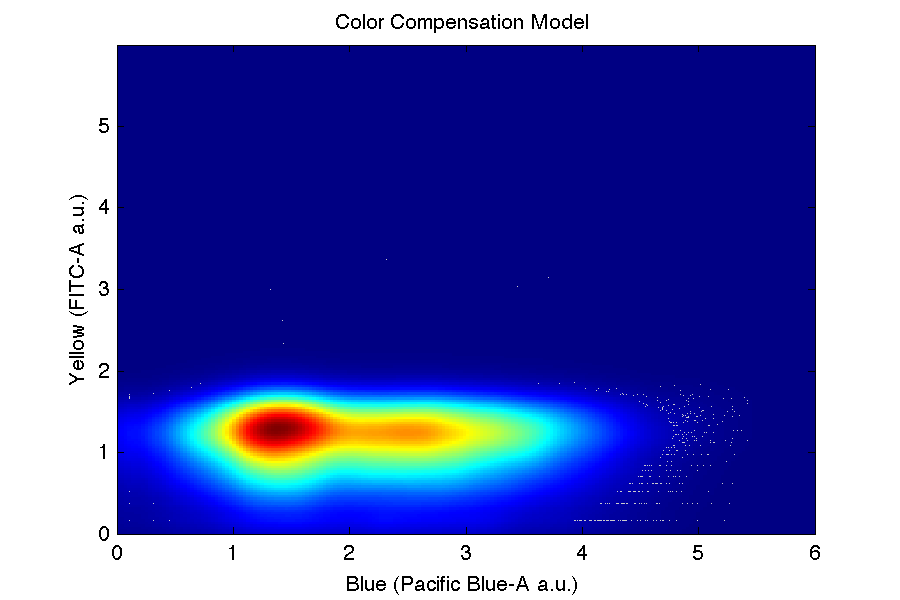 Color Compensation Model
5
4
3
2
1
0
Yellow (FITC-A a.u.)
0 1 2 3 4 5 6
Blue (Pacific Blue-A a.u.)